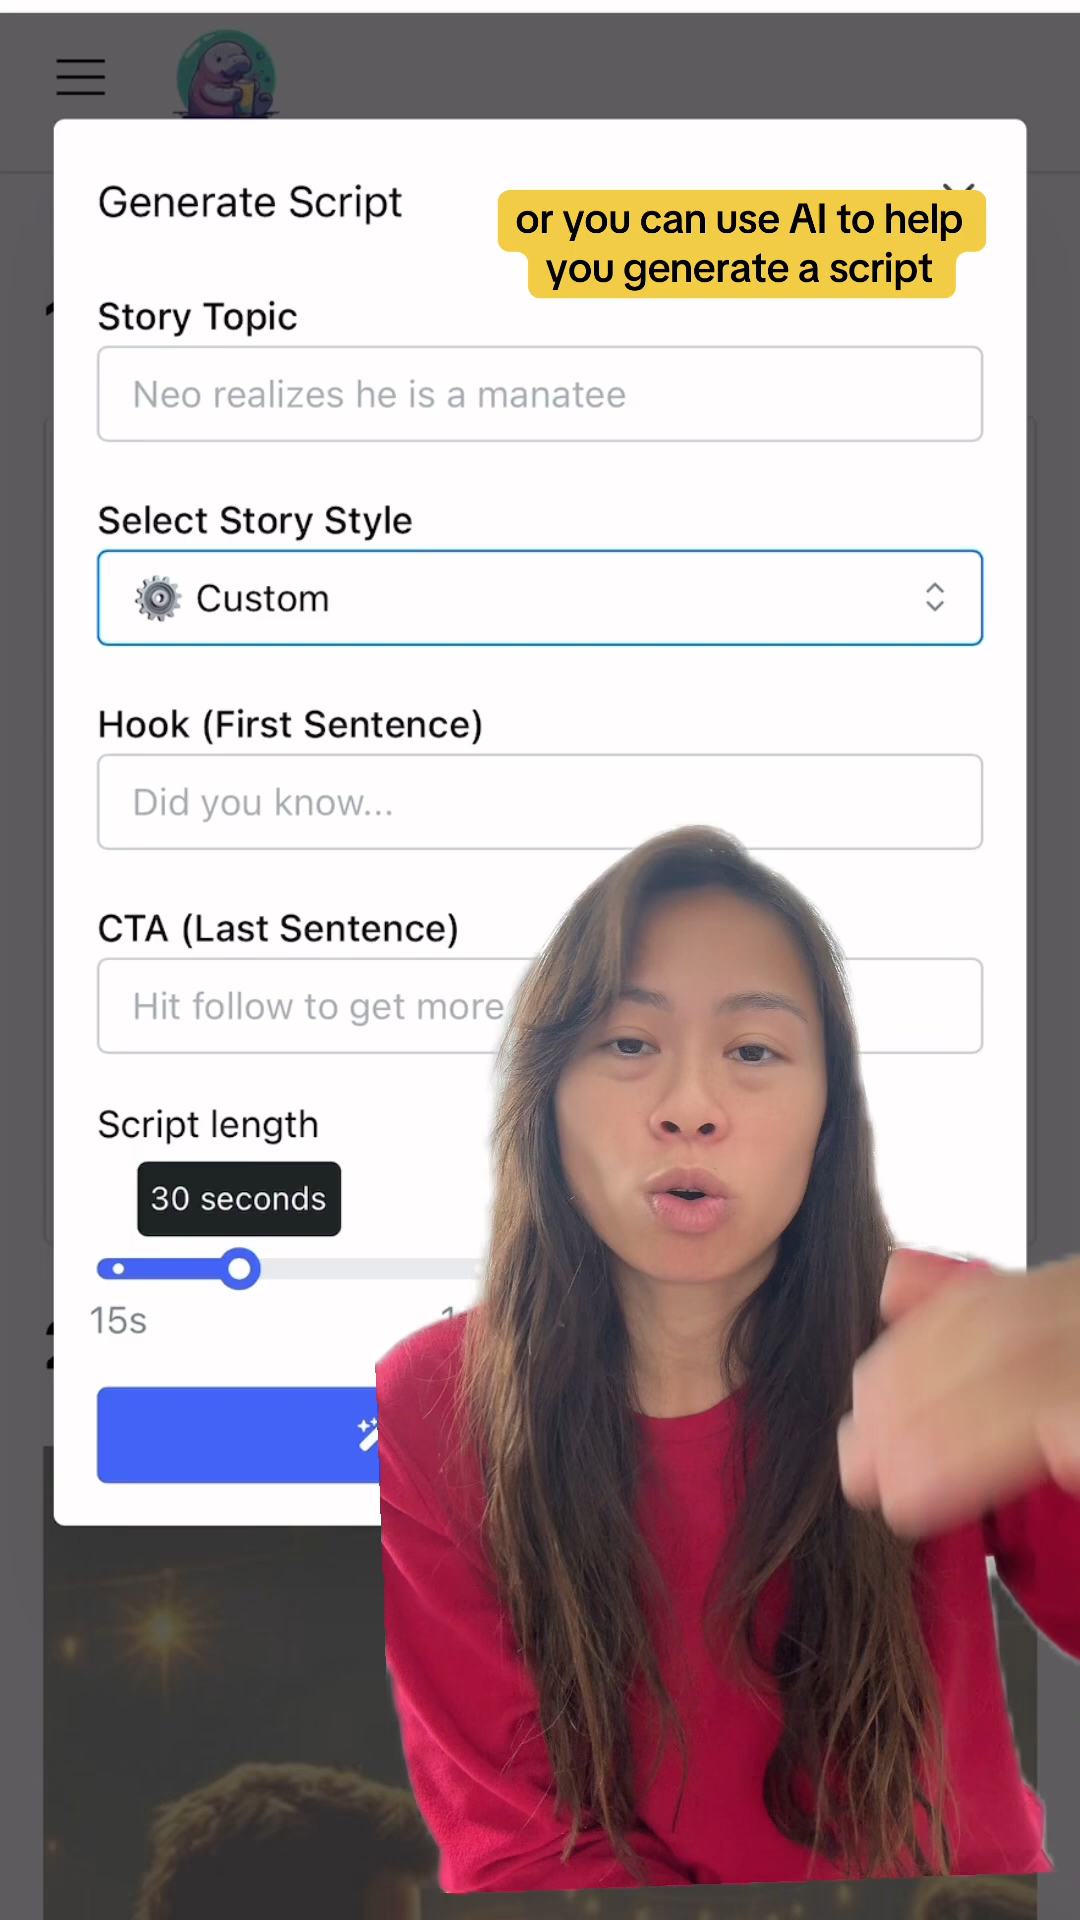 Generate Script
or you can use AI to help
you generate a script
Story Topic
Neo realizes he is a manatee
Select Story Style
Custom
Hook (First Sentence)
Did you know...
CTA (Last Sentence)
Hit follow to get more
Script length
30 seconds
15s